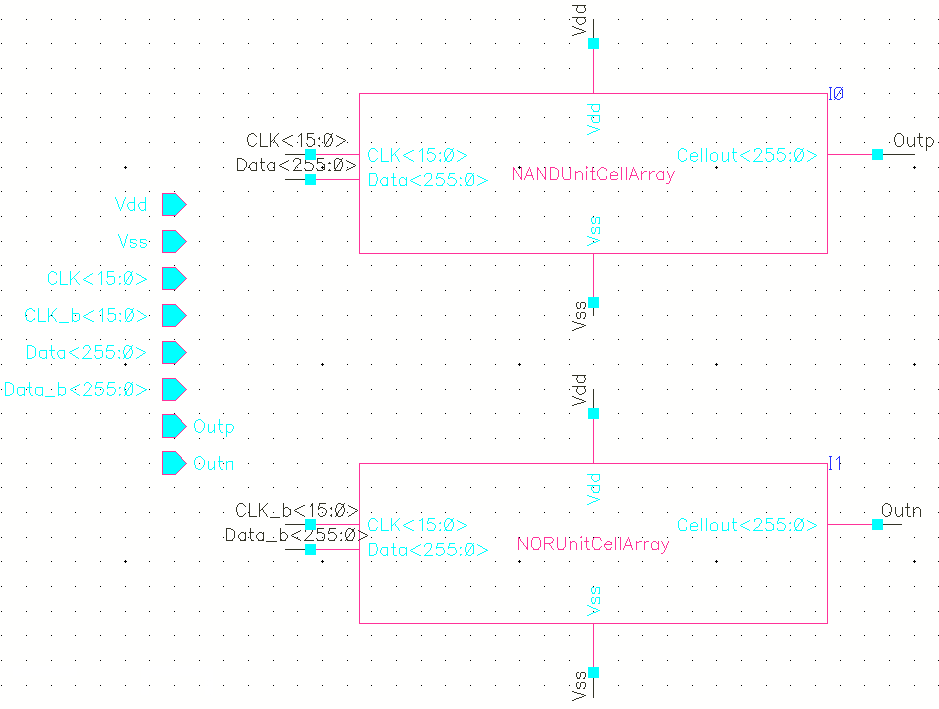 Vdd
I0
CLK<15:0>
Outp
Data<255:0>
Vdd
CLK<15:0>
Cellout<255:0>
Data<255:0>
NANDUnitCellArray
Vss
Vss
Vdd
Vss
CLK<15:0>
CLK_b<15:0>
Data<255:0>
Data_b<255:0>
Outp
Outn
Vdd
I1
CLK_b<15:0>
Outn
Data_b<255:0>
Vdd
CLK<15:0>
Cellout<255:0>
Data<255:0>
NORUnitCellArray
Vss
Vss